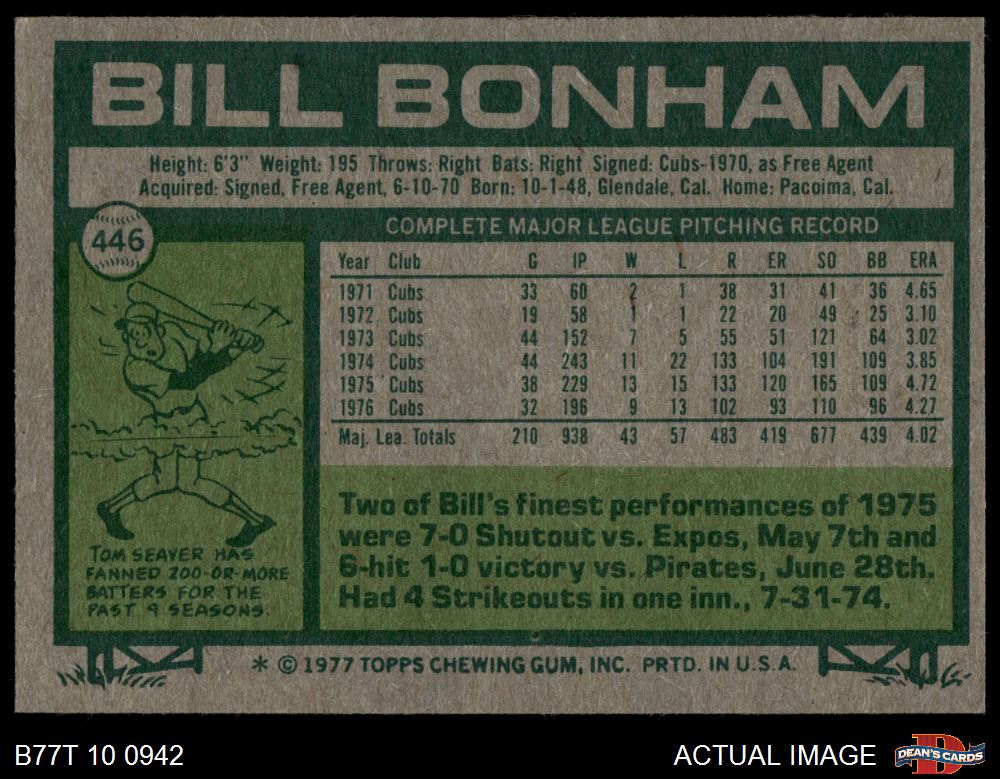 BILL BONHAM
Height: 6'3" Weight: 195 Throws: Right Bats: Right Signed: Cubs-1970, as Free Agent
Acquired: Signed, Free Agent, 6-10-70 Born: 10-1-48, Glendale, Cal. Home: Pacoima, Cal.
446
COMPLETE MAJOR LEAGUE PITCHING RECORD
Year Club G IP W L R ER SO BB ERA
1971 Cubs 33 60 2 1 38 31 41 36 4.65
1972 Cubs 19 58 1 1 22 20 49 25 3.10
1973 Cubs 44 152 7 5 55 51 121 64 3.02
1974 Cubs 44 243 11 22 133 104 191 109 3.85
1975 Cubs 38 229 13 15 133 120 165 109 4.72
1976 Cubs 32 196 9 13 102 93 110 96 4.27
Maj. Lea. Totals 210 938 43 57 483 419 677 439 4.02
TOM SEAVER HAS
FANNED 200-OR-MORE
BATTERS FOR THE
PAST 9 SEASONS.
Two of Bill's finest performances of 1975
were 7-0 Shutout vs. Expos, May 7th and
6-hit 1-0 victory vs. Pirates, June 28th.
Had 4 Strikeouts in one inn., 7-31-74.
* © 1977 TOPPS CHEWING GUM, INC. PRTD. IN U.S.A.
B77T 10 0942
ACTUAL IMAGE
DEAN'S CARDS